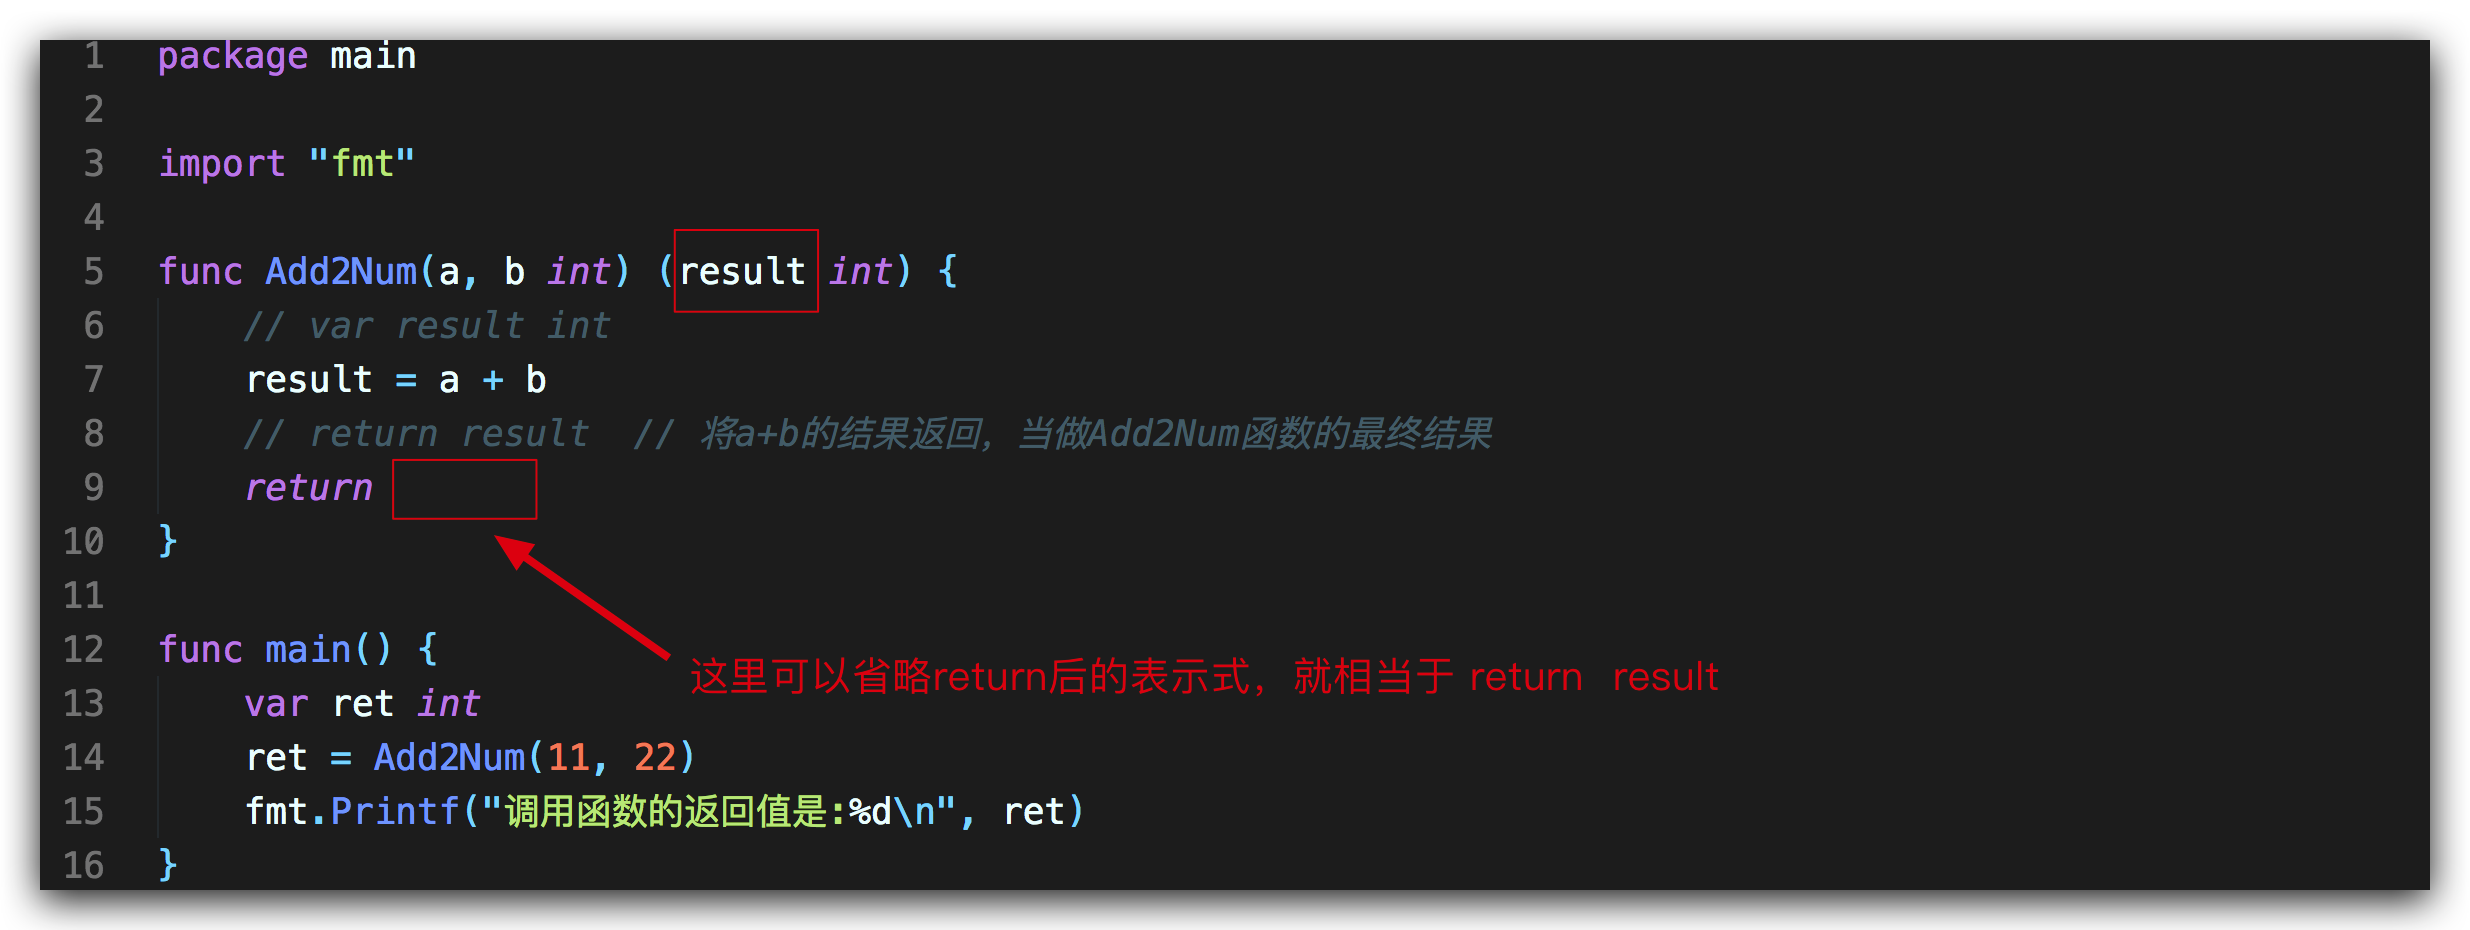 1 package main
2
3 import "fmt"
4
5 func Add2Num(a, b int) (result int) {
6 // var result int
7 result = a + b
8 // return result // 将a+b的结果返回，当做Add2Num函数的最终结果
9 return
10 }
11
12 func main() {
这里可以省略return后的表示式，就相当于 return result
13 var ret int
14 ret = Add2Num(11, 22)
15 fmt.Printf("调用函数的返回值是:%d\n", ret)
16 }